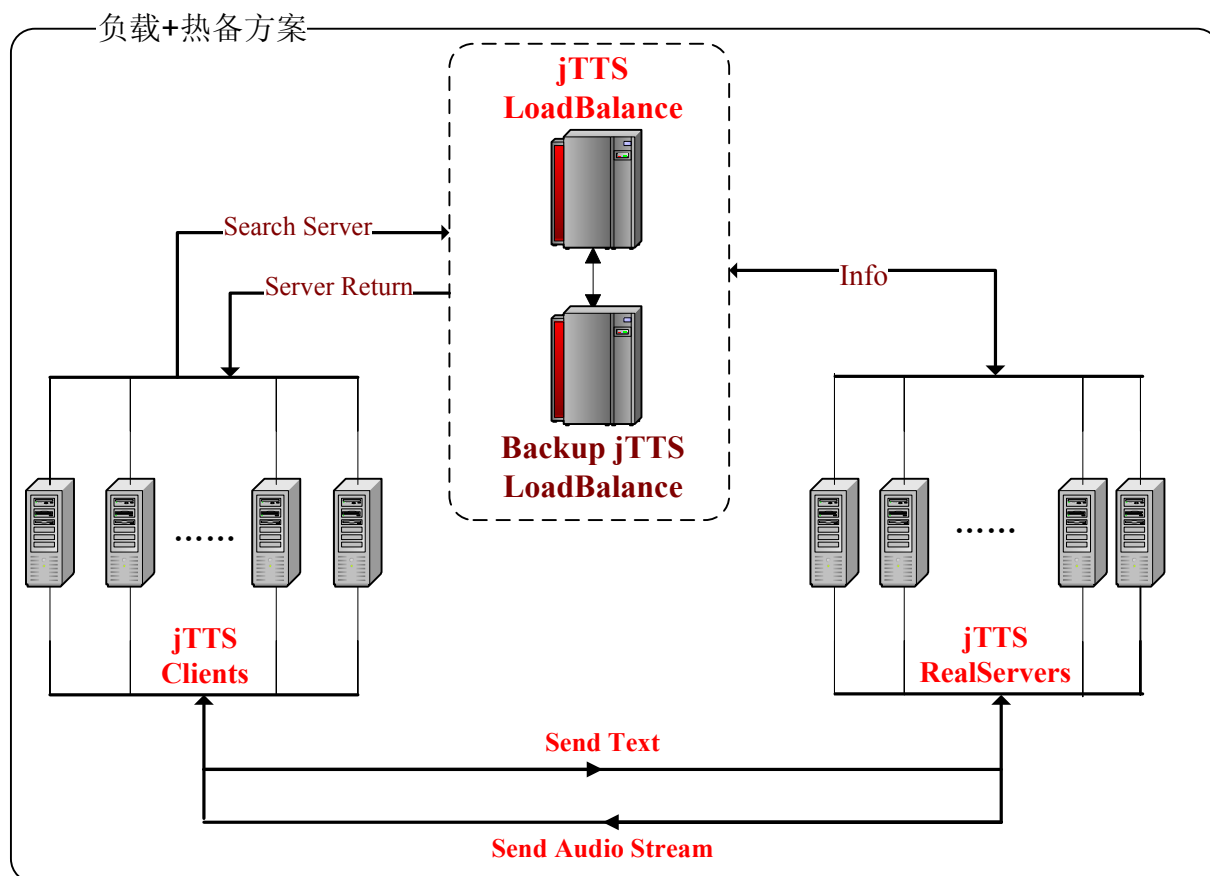 负载+热备方案
jTTS
LoadBalance
Search Server
Server Return
Info
Backup jTTS
LoadBalance
......
......
jTTS
Clients
jTTS
RealServers
Send Text
Send Audio Stream